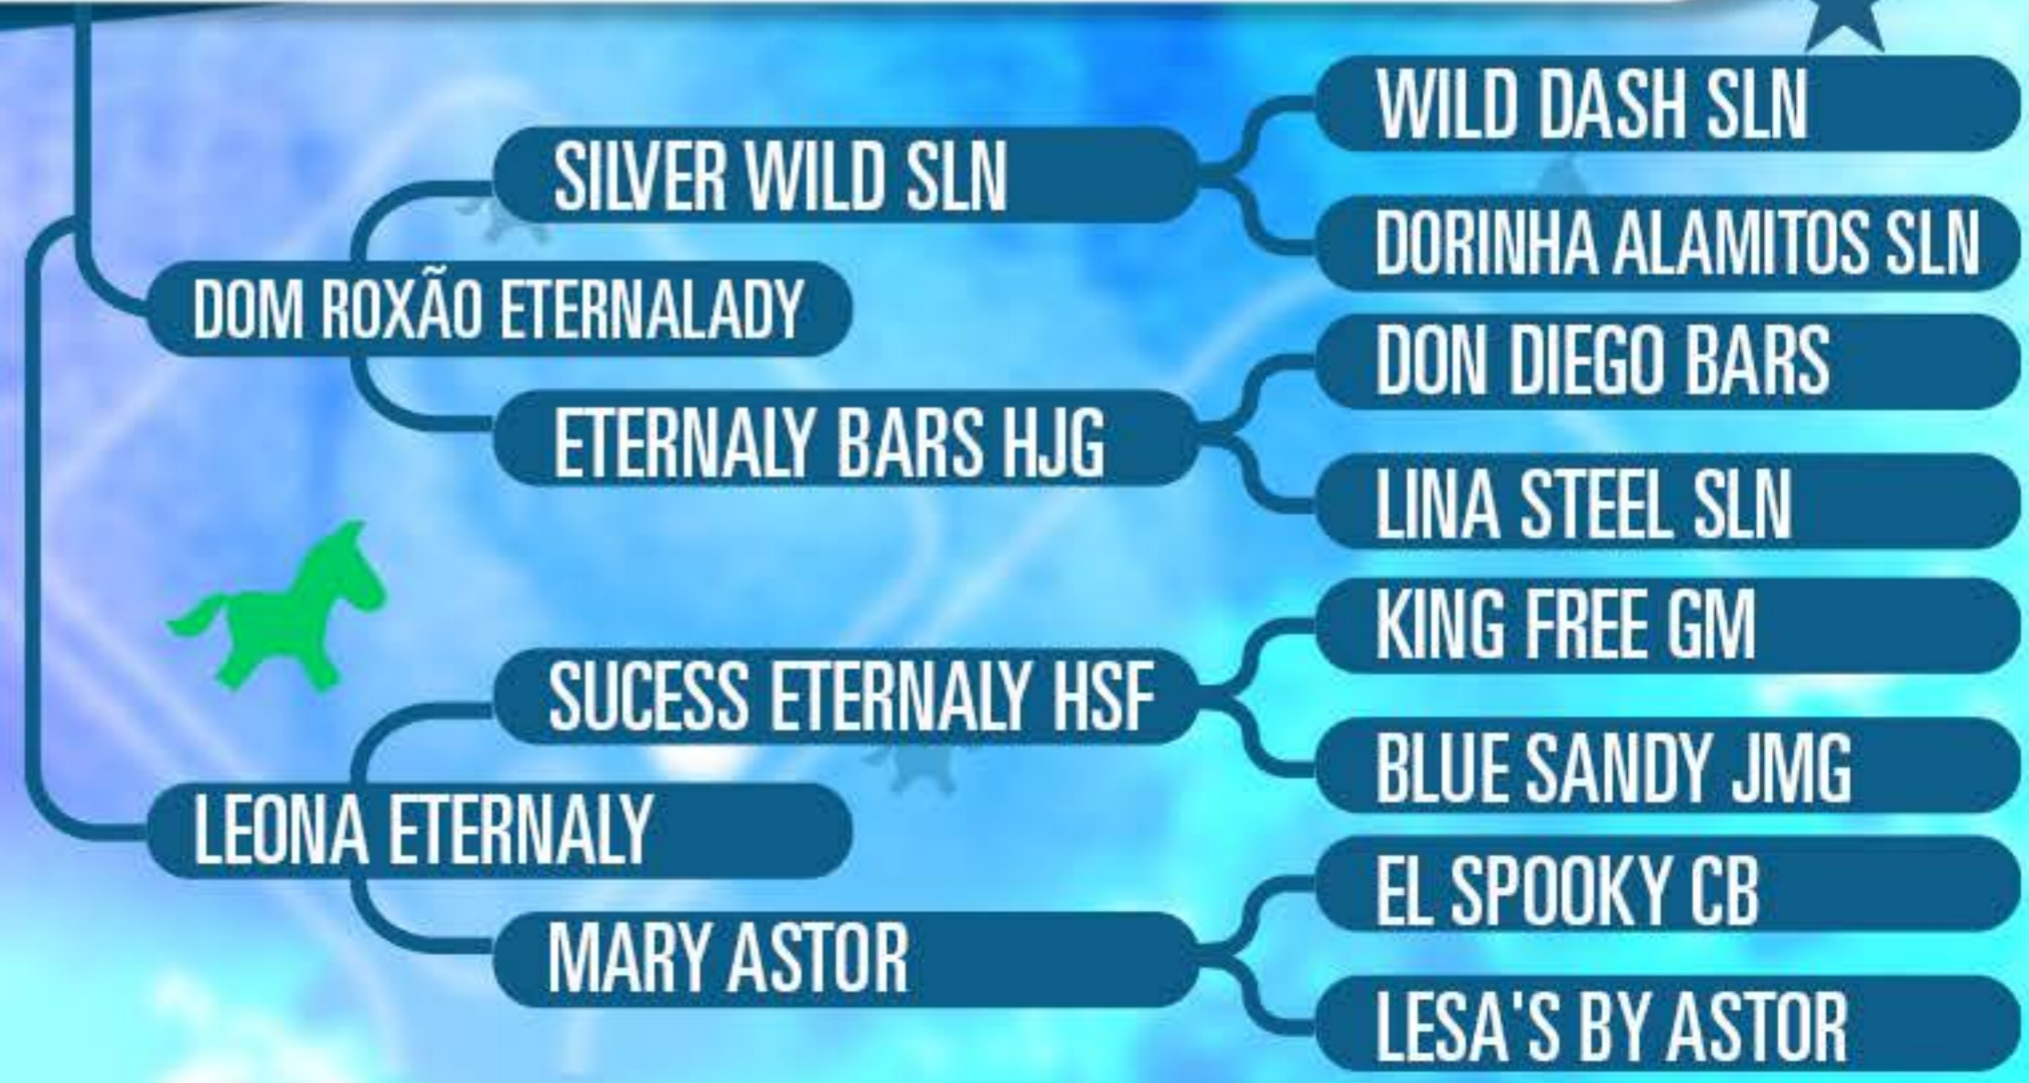 WILD DASH SLN
SILVER WILD SLN
DORINHA ALAMITOS SLN
DOM ROXÃO ETERNALADY
DON DIEGO BARS
ETERNALY BARS HJG
LINA STEEL SLN
KING FREE GM
SUCESS ETERNALY HSF
BLUE SANDY JMG
LEONA ETERNALY
EL SPOOKY CB
MARY ASTOR
LESA'S BY ASTOR